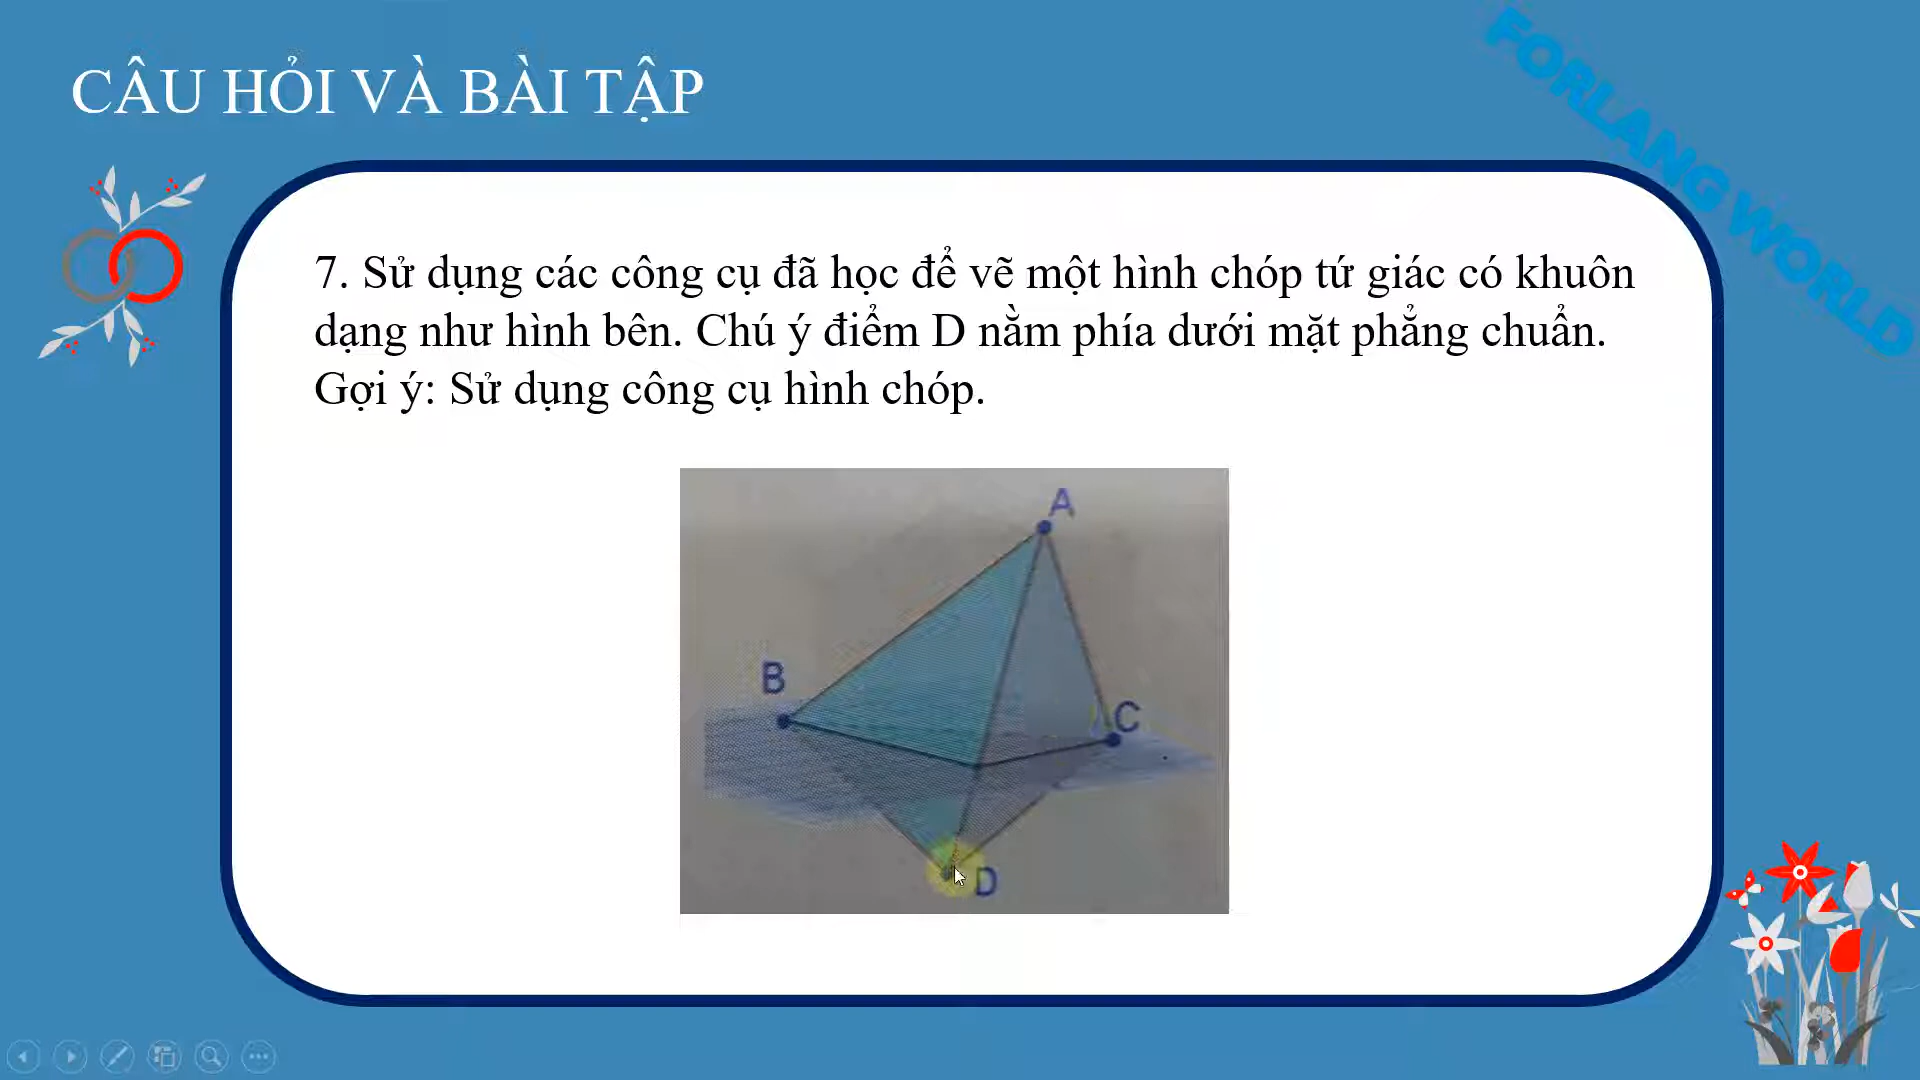 CÂU HỎI VÀ BÀI TẬP
FORLANG WORLD
7. Sử dụng các công cụ đã học để vẽ một hình chóp tứ giác có khuôn
dạng như hình bên. Chú ý điểm D nằm phía dưới mặt phẳng chuẩn.
Gợi ý: Sử dụng công cụ hình chóp.
A
B
C
D